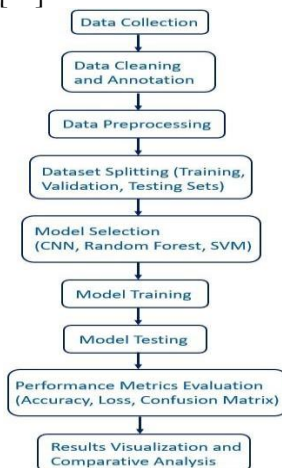 Data Collection
Data Cleaning
and Annotation
Data Preprocessing
Dataset Splitting (Training,
Validation, Testing Sets)
Model Selection
(CNN, Random Forest, SVM)
Model Training
Model Testing
Performance Metrics Evaluation
(Accuracy, Loss, Confusion Matrix)
Results Visualization and
Comparative Analysis